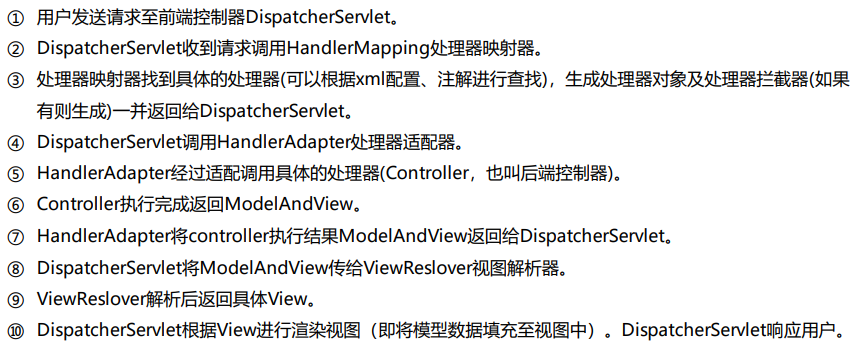 ① 用户发送请求至前端控制器DispatcherServlet。
② DispatcherServlet收到请求调用HandlerMapping处理器映射器。
③ 处理器映射器找到具体的处理器(可以根据xml配置、注解进行查找)，生成处理器对象及处理器拦截器(如果
有则生成)一并返回给DispatcherServlet。
④ DispatcherServlet调用HandlerAdapter处理器适配器。
⑤ HandlerAdapter经过适配调用具体的处理器(Controller，也叫后端控制器)。
⑥ Controller执行完成返回ModelAndView。
⑦ HandlerAdapter将controller执行结果ModelAndView返回给DispatcherServlet。
⑧ DispatcherServlet将ModelAndView传给ViewReslover视图解析器。
⑨ ViewReslover解析后返回具体View。
⑩ DispatcherServlet根据View进行渲染视图（即将模型数据填充至视图中）。DispatcherServlet响应用户。